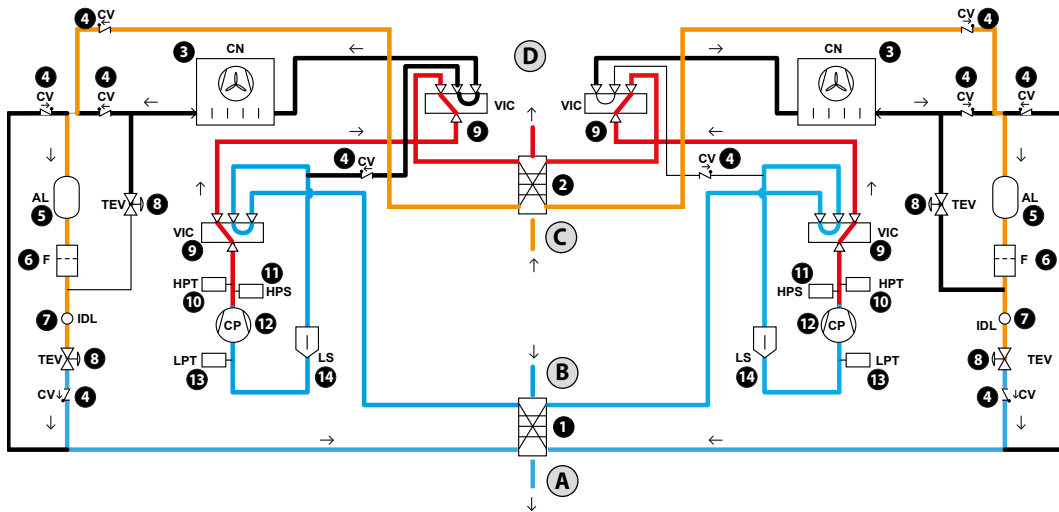 4 CV
CV 4
3 CN
CN 3
D
4
CV
CV
4
VIC
9
VIC
9
4
CV
CV
4
4 CV
CV 4
2
AL
5
TEV
8
8
TEV
AL
5
VIC
9
VIC
9
C
6 F
F 6
HPT
10
11
HPS
11
HPS
HPT
10
7 IDL
CP 12
12 CP
IDL 7
TEV 8
LPT
13
LS
14
B
LS
14
LPT
13
8 TEV
CV 4
4 CV
1
A